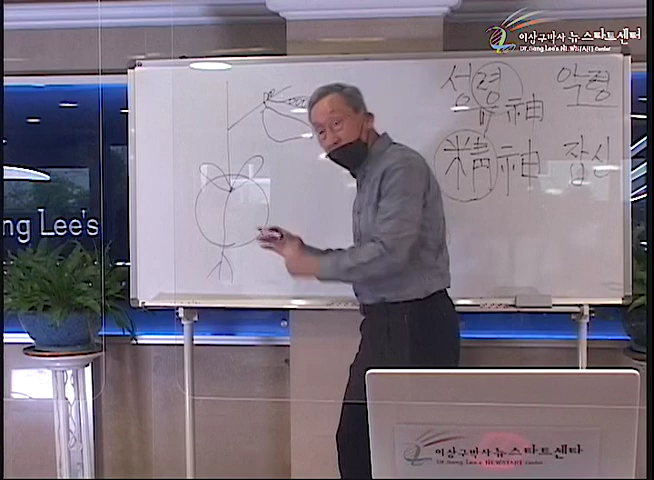 이상구박사 뉴스타트센터
Dr.Sang Lee's NEWSTART Center
성령 악령
神
精神 잡신
ng Lee's
이상구박사 뉴스타트센타
Dr.Sang Lee's NEWSTART Center